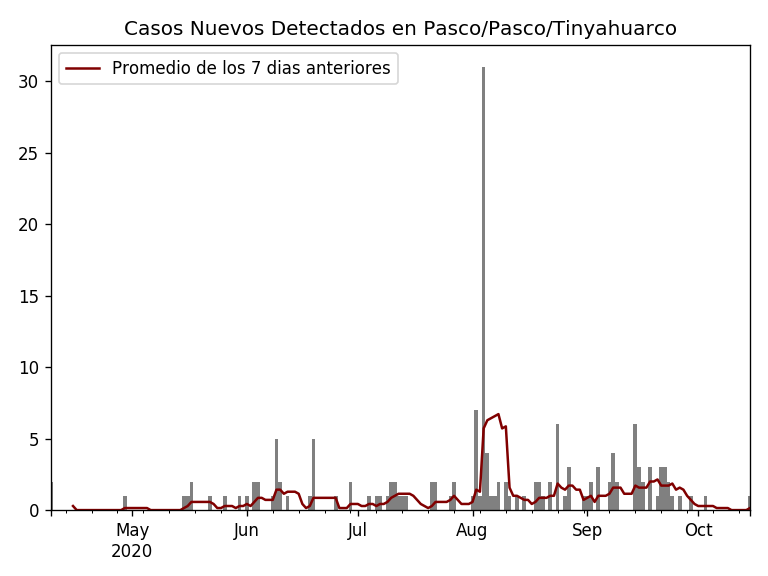 Casos Nuevos Detectados en Pasco/Pasco/Tinyahuarco
Promedio de los 7 dias anteriores
30
25
20
15
10
5
0
May Jun Jul Aug Sep Oct
2020